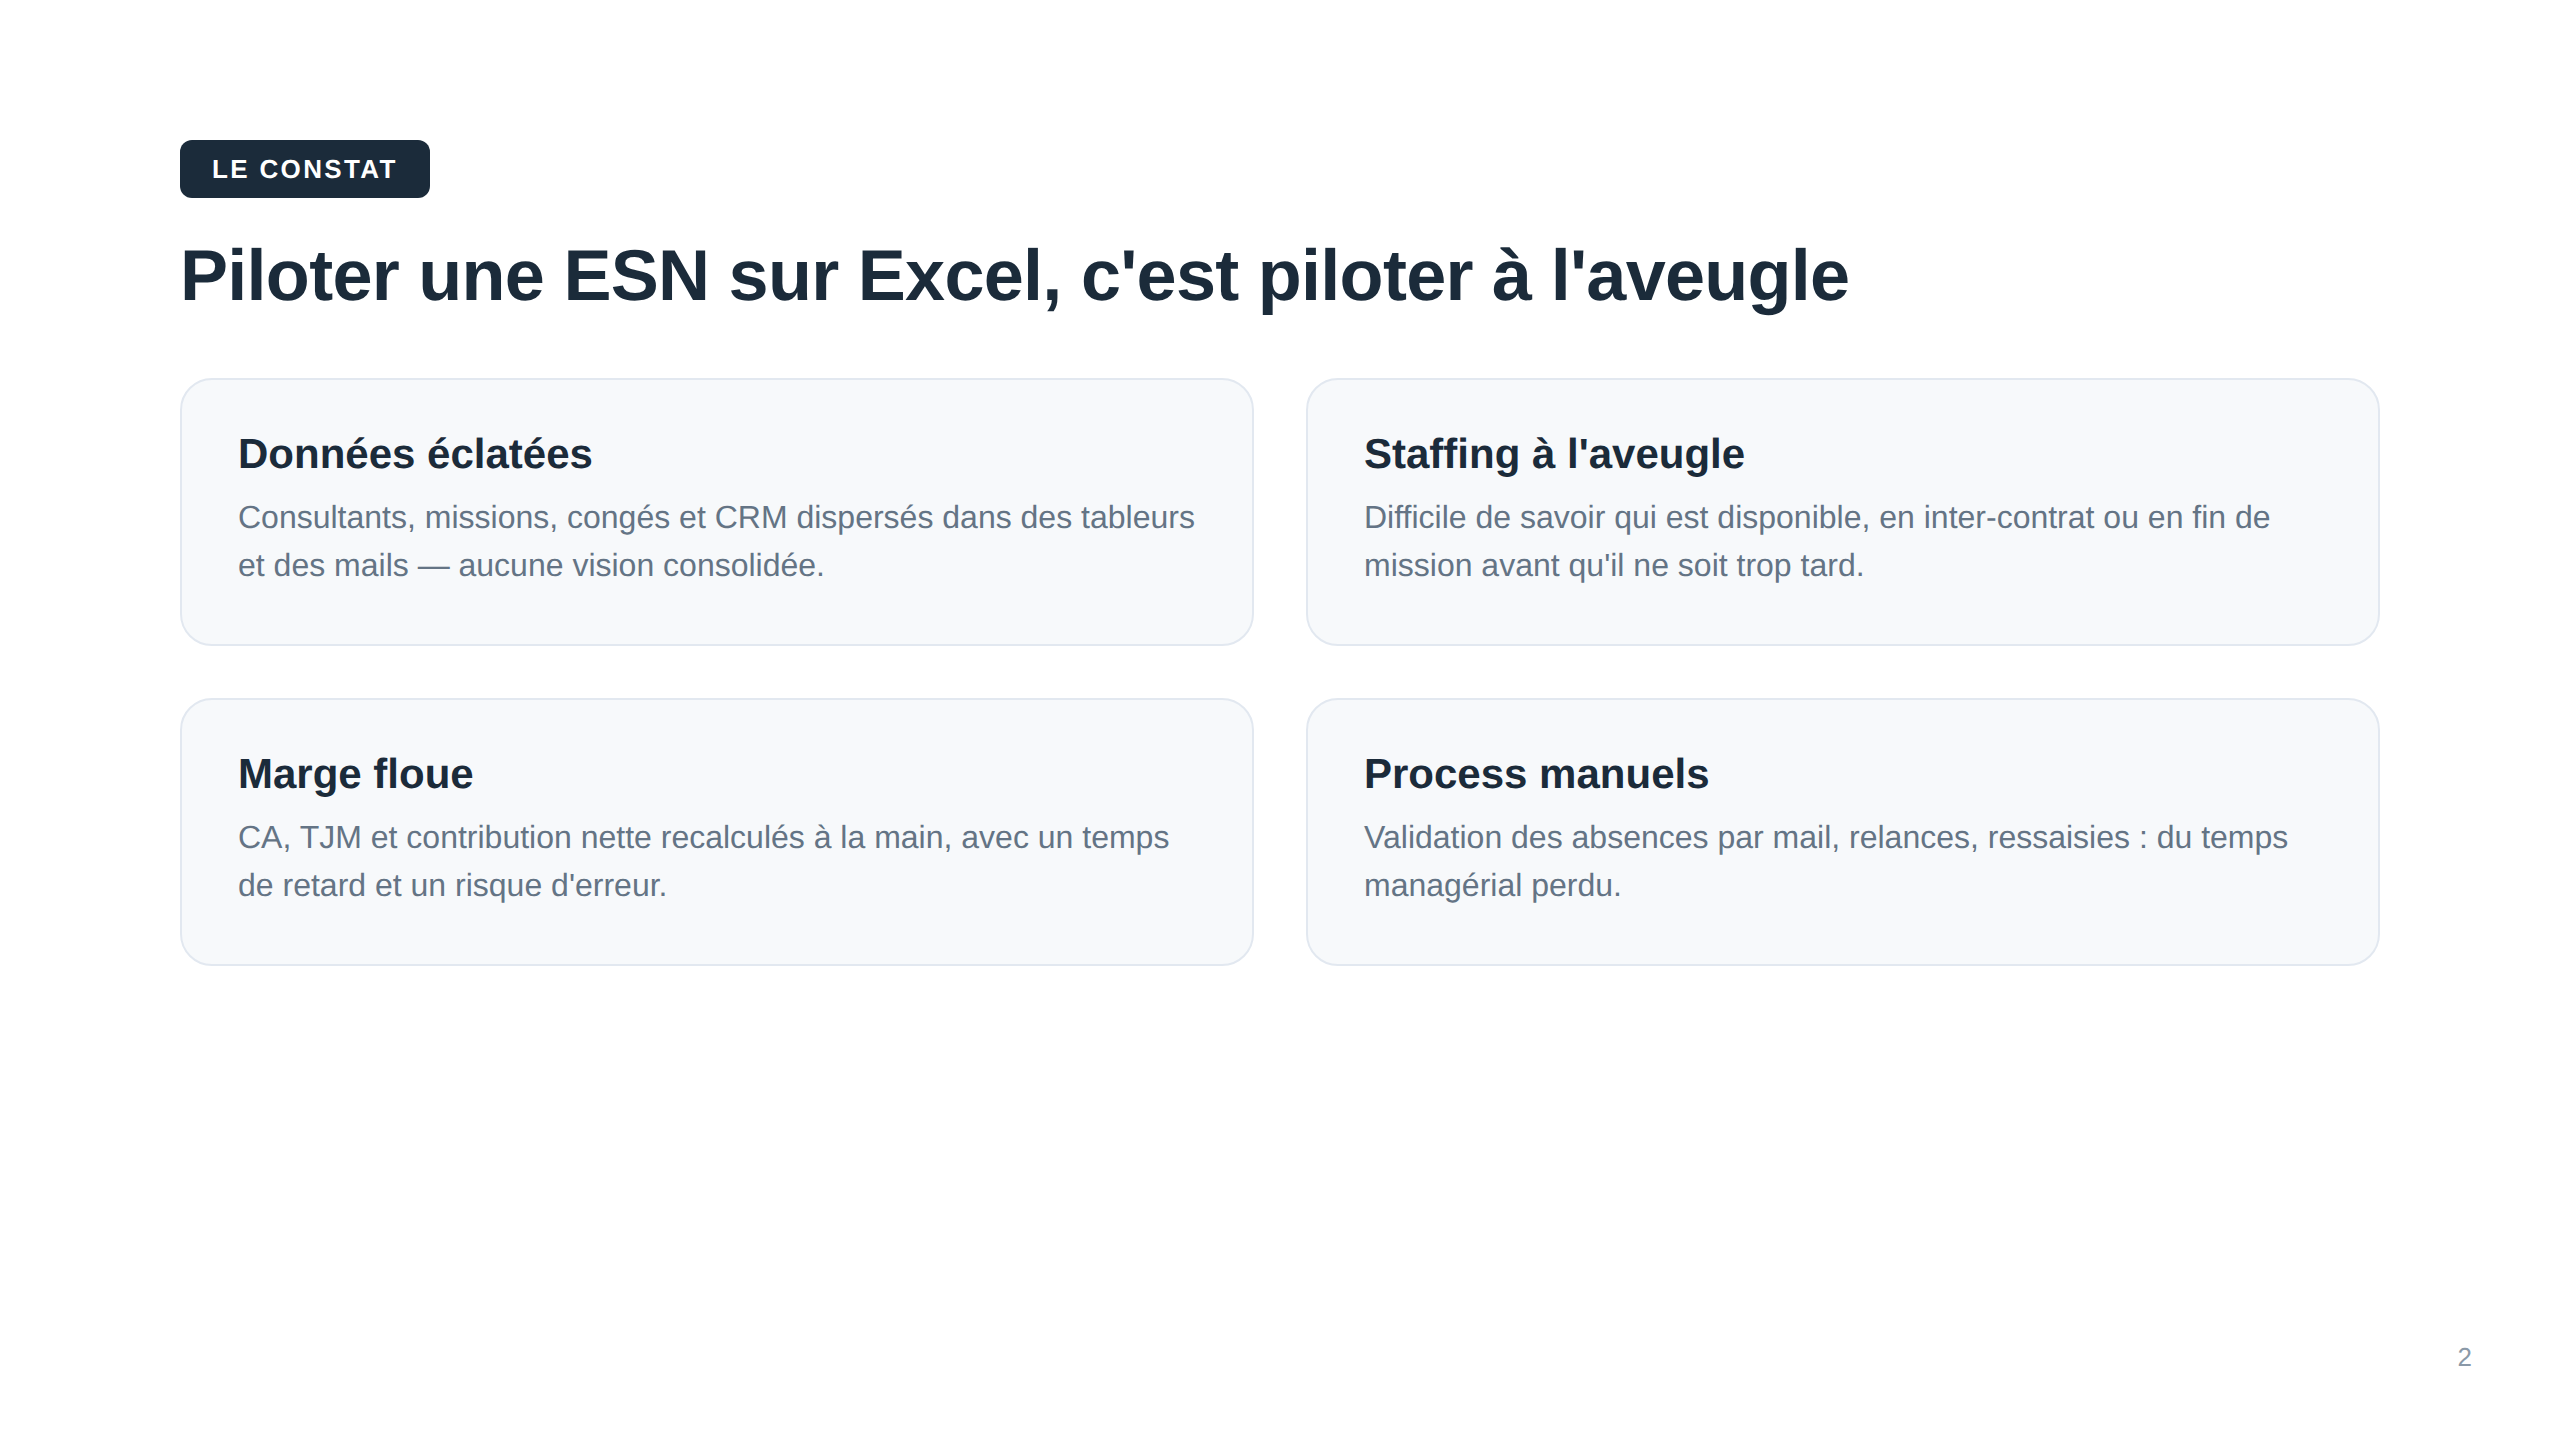 LE CONSTAT
Piloter une ESN sur Excel, c'est piloter à l'aveugle
Données éclatées
Consultants, missions, congés et CRM dispersés dans des tableurs
et des mails — aucune vision consolidée.
Staffing à l'aveugle
Difficile de savoir qui est disponible, en inter-contrat ou en fin de
mission avant qu'il ne soit trop tard.
Marge floue
CA, TJM et contribution nette recalculés à la main, avec un temps
de retard et un risque d'erreur.
Process manuels
Validation des absences par mail, relances, ressaisies : du temps
managérial perdu.
2